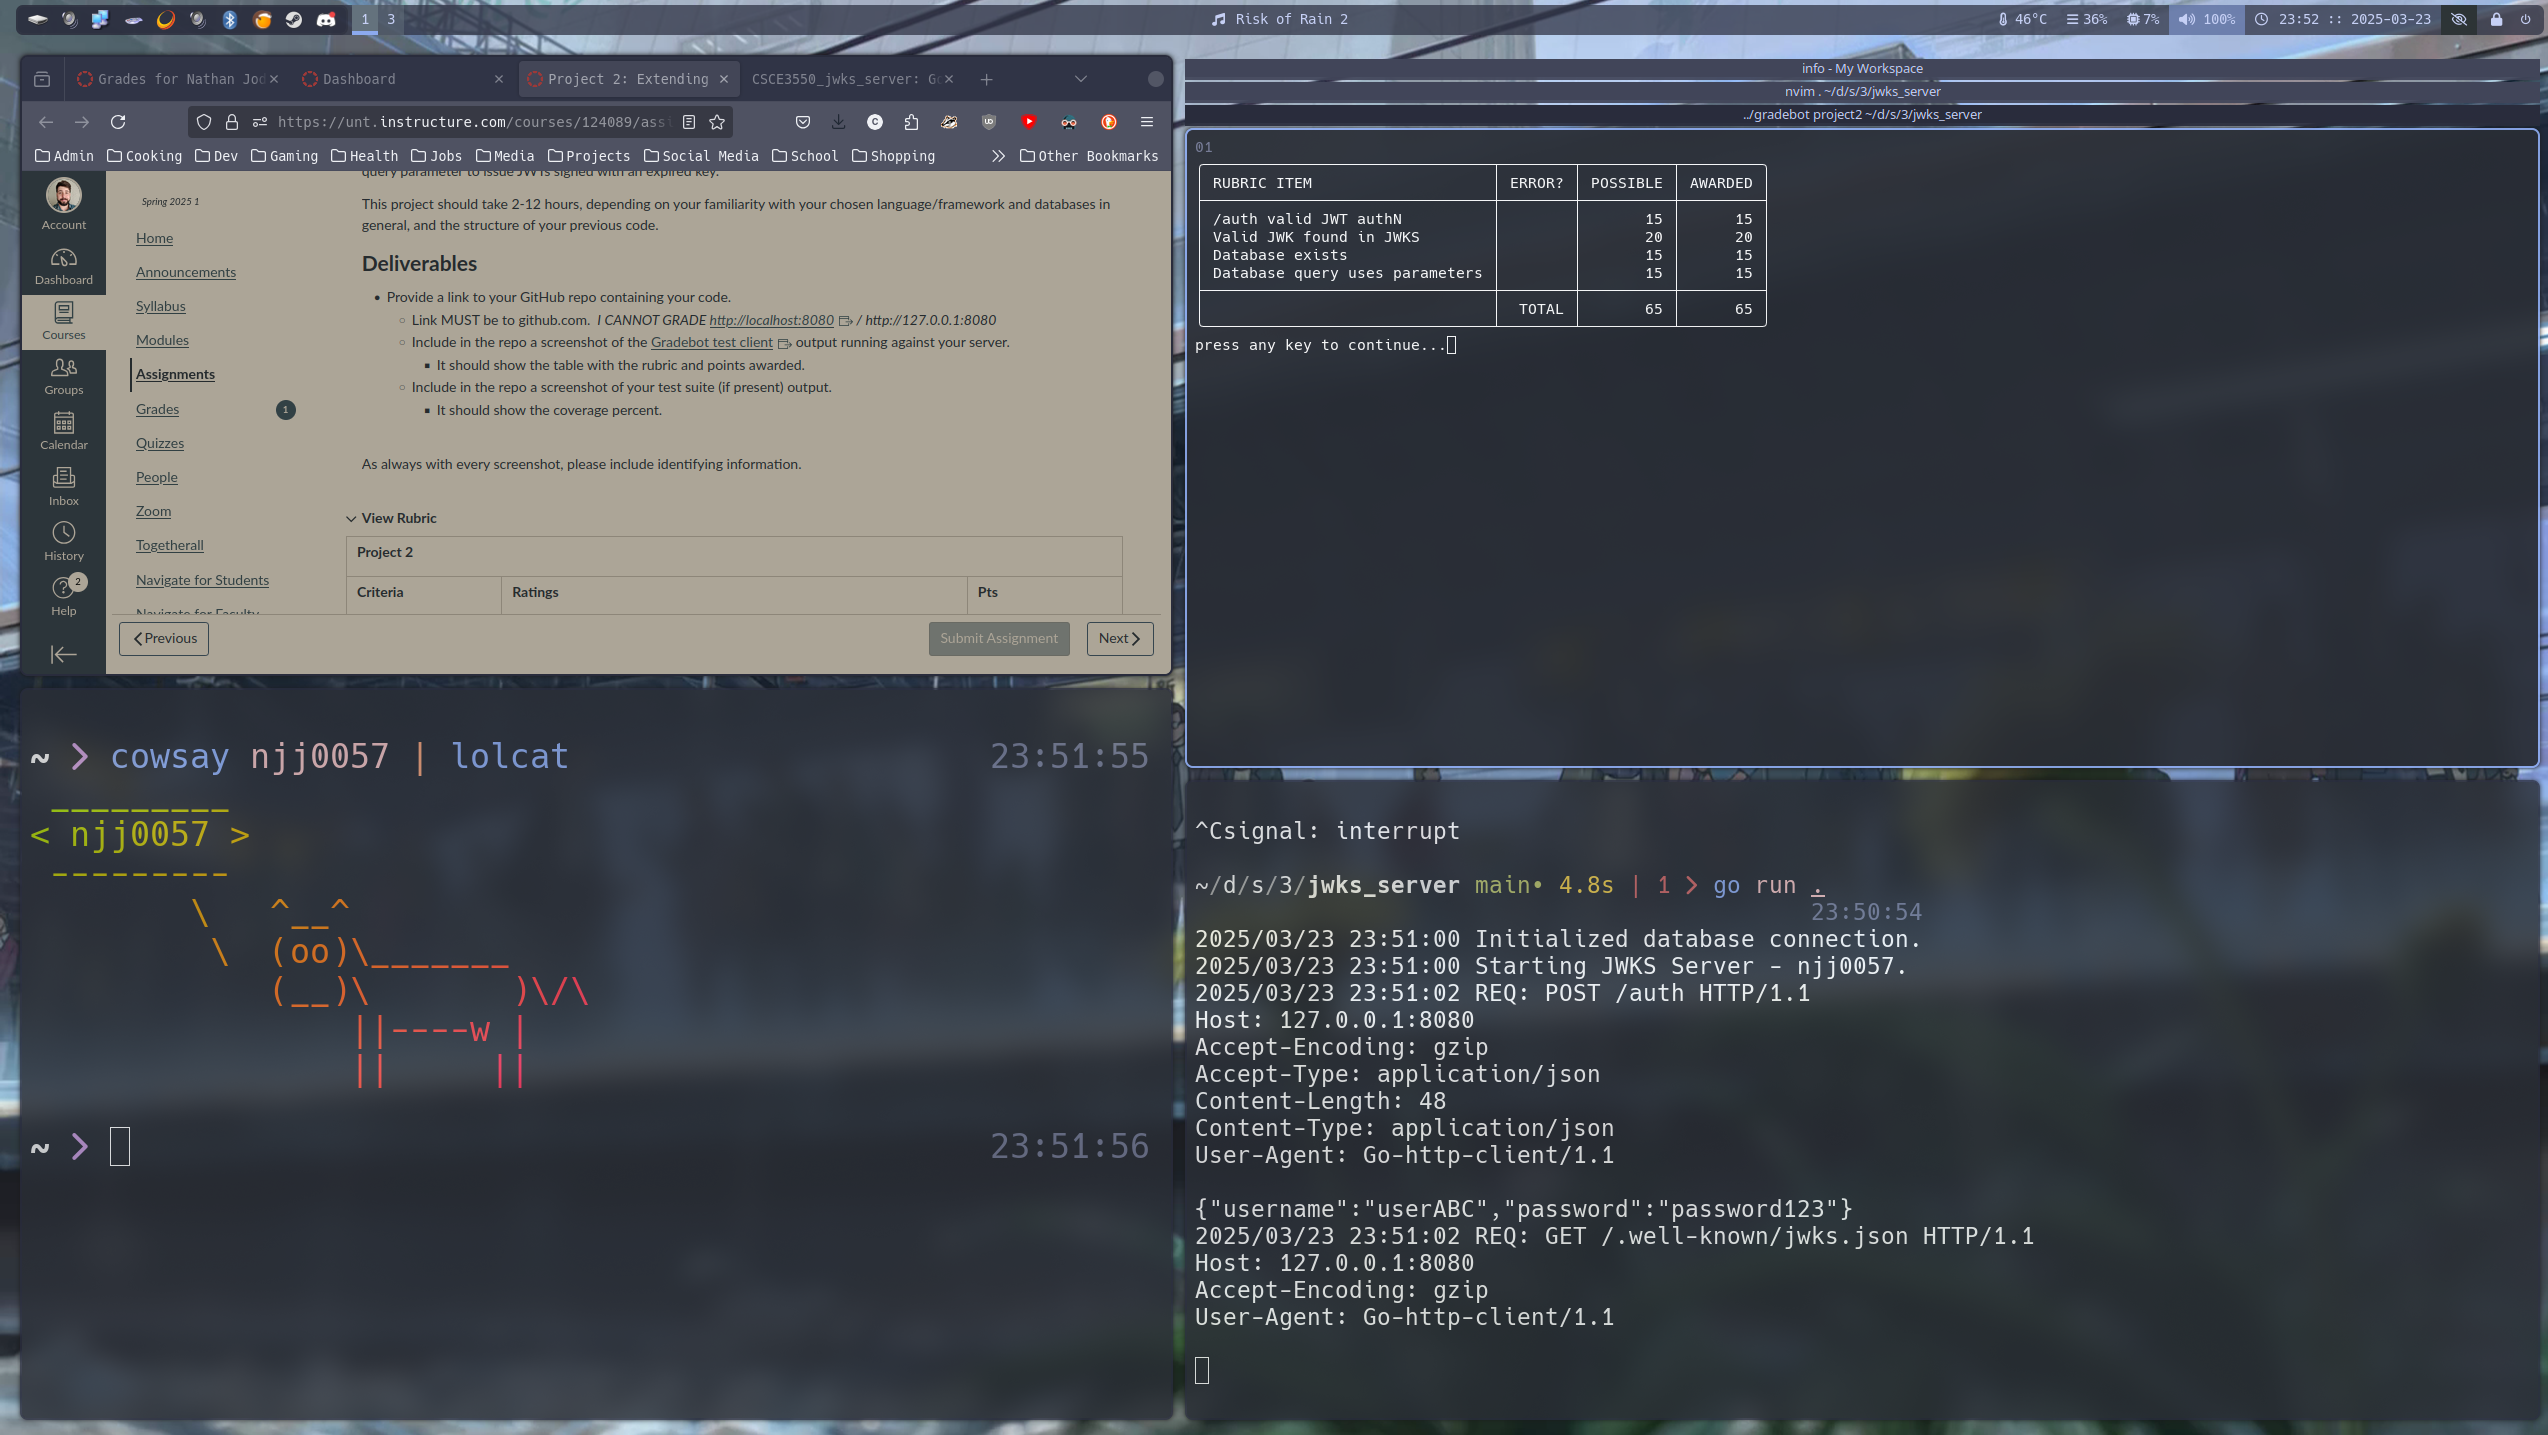 1 3
Risk of Rain 2
46°C 36% 7% 100% 23:52 :: 2025-03-23
Grades for Nathan Jod
Dashboard
Project 2: Extending
CSCE3550_jwks_server: Go
https://unt.instructure.com/courses/124089/assi
Admin Cooking Dev Gaming Health Jobs Media Projects Social Media School Shopping Other Bookmarks
Account
Dashboard
Courses
Groups
Calendar
Inbox
History
2
Help
Spring 2025 1
Home
Announcements
Syllabus
Modules
Assignments
Grades 1
Quizzes
People
Zoom
Togetherall
Navigate for Students
Navigate for Faculty
query parameter to issue JWTs signed with an expired key.
This project should take 2-12 hours, depending on your familiarity with your chosen language/framework and databases in
general, and the structure of your previous code.
Deliverables
• Provide a link to your GitHub repo containing your code.
◦ Link MUST be to github.com. I CANNOT GRADE http://localhost:8080 / http://127.0.0.1:8080
◦ Include in the repo a screenshot of the Gradebot test client output running against your server.
▪ It should show the table with the rubric and points awarded.
◦ Include in the repo a screenshot of your test suite (if present) output.
▪ It should show the coverage percent.
As always with every screenshot, please include identifying information.
View Rubric
Project 2
Criteria Ratings Pts
Previous Submit Assignment Next
info - My Workspace
nvim . ~/d/s/3/jwks_server
../gradebot project2 ~/d/s/3/jwks_server
01
RUBRIC ITEM ERROR? POSSIBLE AWARDED
/auth valid JWT authN 15 15
Valid JWK found in JWKS 20 20
Database exists 15 15
Database query uses parameters 15 15
TOTAL 65 65
press any key to continue...
~ ❯ cowsay njj0057 | lolcat 23:51:55
 _________
< njj0057 >
 ---------
        \   ^__^
         \  (oo)\_______
            (__)\       )\/\
                ||----w |
                ||     ||
~ ❯ 23:51:56
^Csignal: interrupt
~/d/s/3/jwks_server main• 4.8s | 1 ❯ go run .
23:50:54
2025/03/23 23:51:00 Initialized database connection.
2025/03/23 23:51:00 Starting JWKS Server - njj0057.
2025/03/23 23:51:02 REQ: POST /auth HTTP/1.1
Host: 127.0.0.1:8080
Accept-Encoding: gzip
Accept-Type: application/json
Content-Length: 48
Content-Type: application/json
User-Agent: Go-http-client/1.1
{"username":"userABC","password":"password123"}
2025/03/23 23:51:02 REQ: GET /.well-known/jwks.json HTTP/1.1
Host: 127.0.0.1:8080
Accept-Encoding: gzip
User-Agent: Go-http-client/1.1